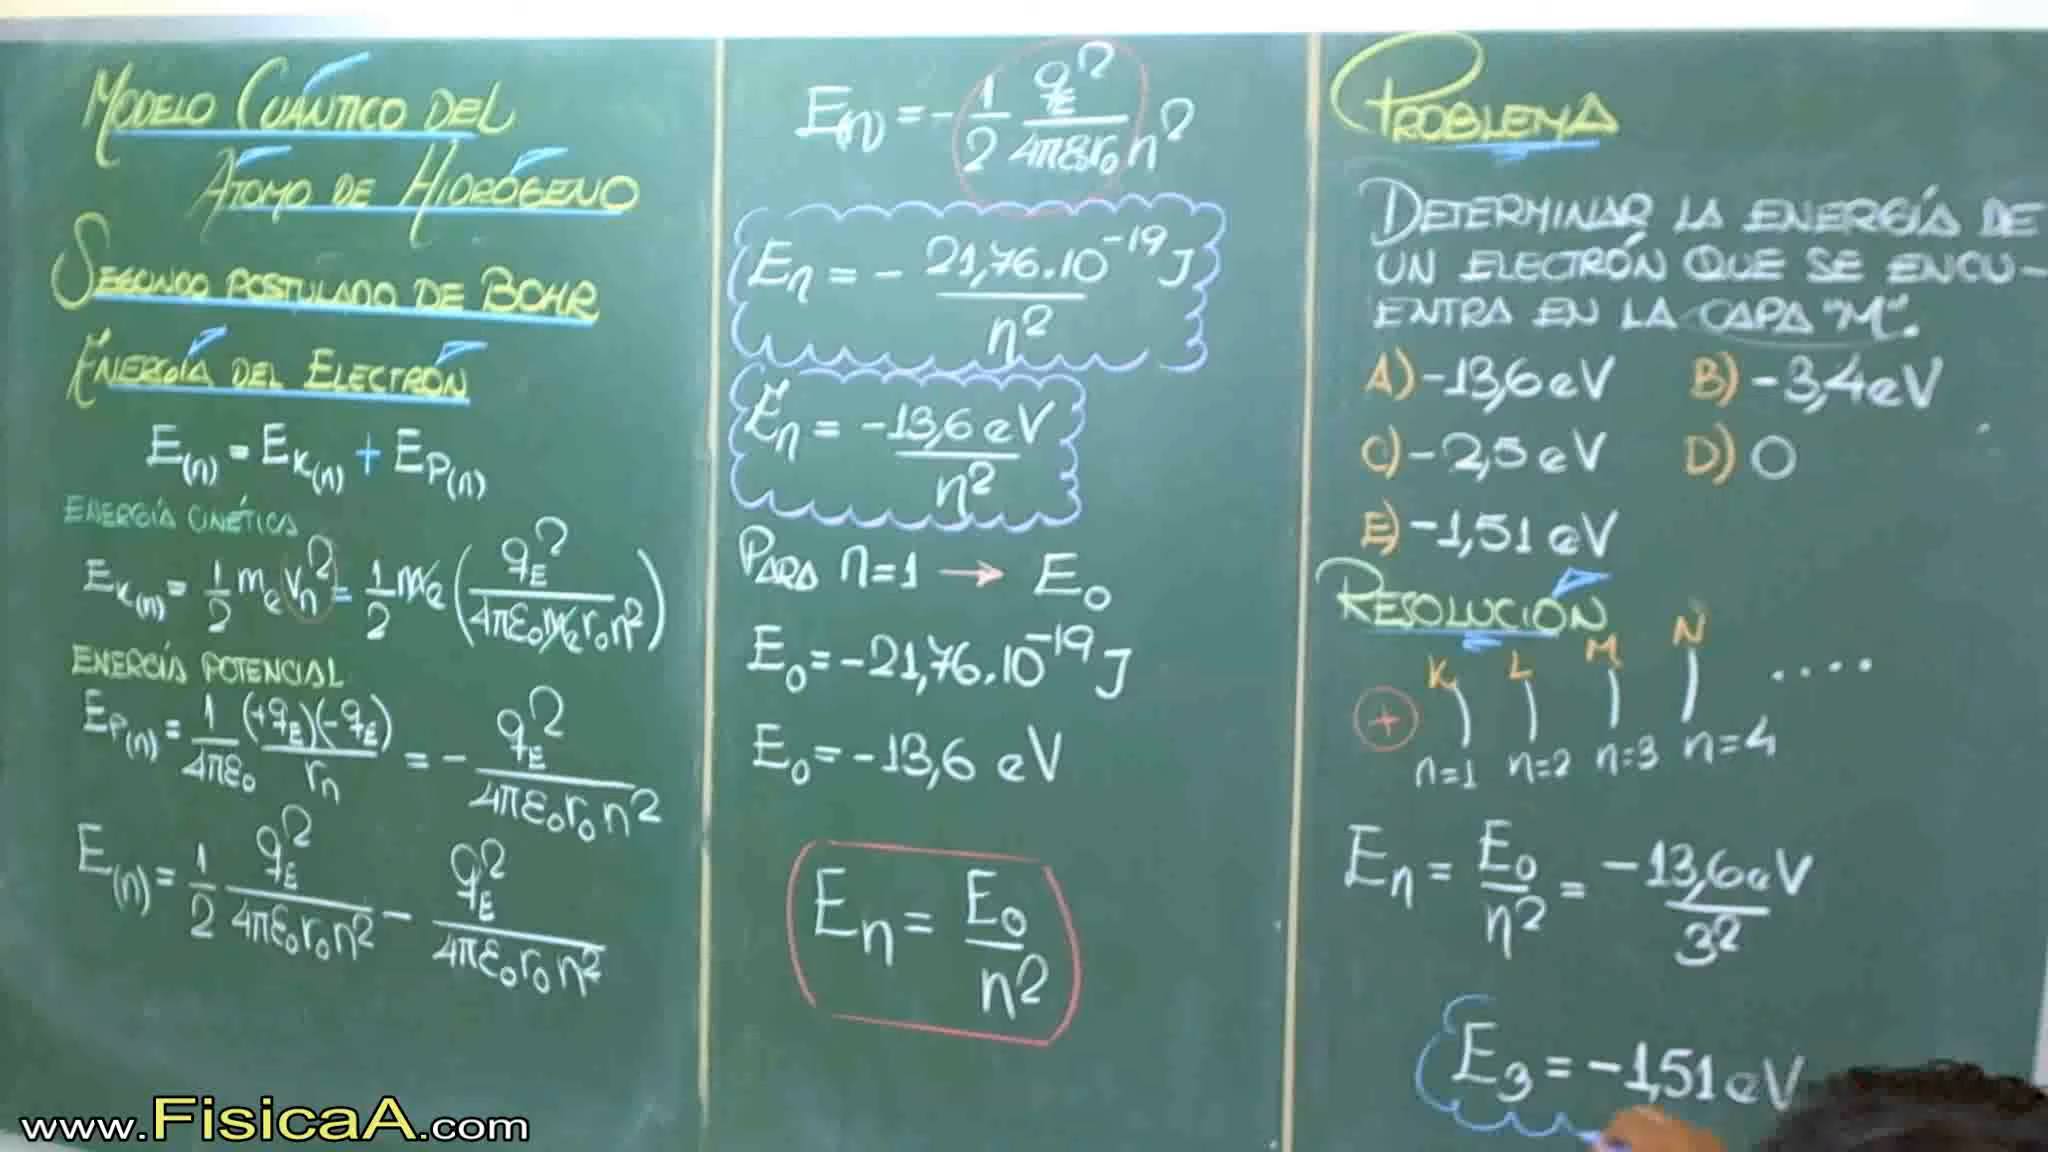 MODELO CUÁNTICO DEL
ÁTOMO DE HIDRÓGENO
SEGUNDO POSTULADO DE BOHR
ENERGÍA DEL ELECTRÓN
E(n) = EK(n) + EP(n)
ENERGÍA CINÉTICA
EK(n) = 1/2 me vn² = 1/2 me (qE² / 4πε0 me r0 n²)
ENERGÍA POTENCIAL
EP(n) = 1/4πε0 (+qE)(-qE)/rn = - qE² / 4πε0 r0 n²
E(n) = 1/2 qE² / 4πε0 r0 n² - qE² / 4πε0 r0 n²
E(n) = - 1/2 qE² / 4πε0 r0 n²
En = - 21,76.10⁻¹⁹ J / n²
En = -13,6 eV / n²
PARA n=1 → E0
E0 = -21,76.10⁻¹⁹ J
E0 = -13,6 eV
En = E0 / n²
PROBLEMA
DETERMINAR LA ENERGÍA DE
UN ELECTRÓN QUE SE ENCU-
ENTRA EN LA CAPA "M".
A) -13,6 eV B) -3,4 eV
C) -2,5 eV D) 0
E) -1,51 eV
RESOLUCIÓN
K L M N
+ ....
n=1 n=2 n=3 n=4
En = E0 / n² = -13,6 eV / 3²
E3 = -1,51 eV
www.FisicaA.com